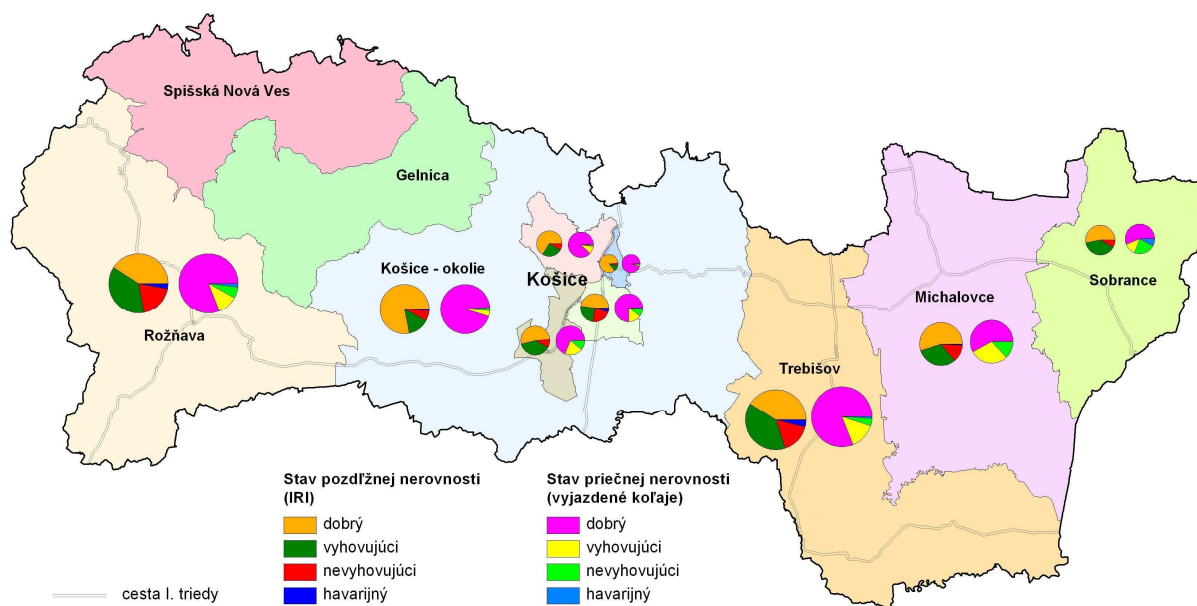 Spišská Nová Ves
Gelnica
Košice - okolie
Košice
Rožňava
Sobrance
Michalovce
Trebišov
Stav pozdľžnej nerovnosti
(IRI)
dobrý
vyhovujúci
nevyhovujúci
havarijný
Stav priečnej nerovnosti
(vyjazdené koľaje)
dobrý
vyhovujúci
nevyhovujúci
havarijný
cesta I. triedy